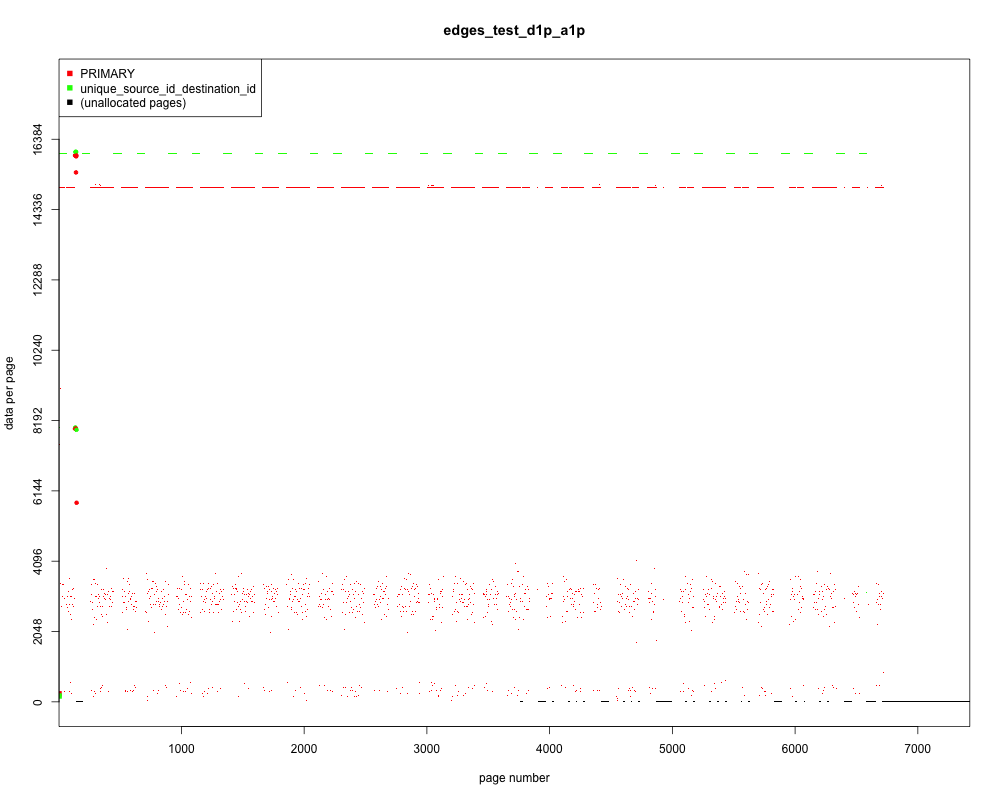 edges_test_d1p_a1p
PRIMARY
unique_source_id_destination_id
(unallocated pages)
16384
14336
12288
10240
8192
6144
4096
2048
0
data per page
1000 2000 3000 4000 5000 6000 7000
page number